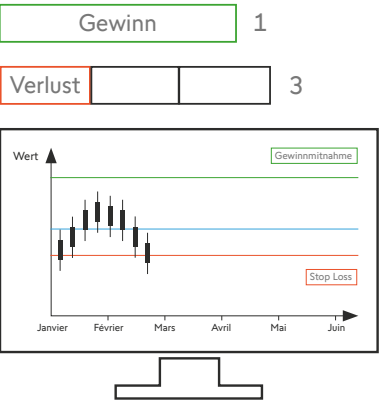 Gewinn 1
Verlust 3
Wert
Gewinnmitnahme
Stop Loss
Janvier Février Mars Avril Mai Juin